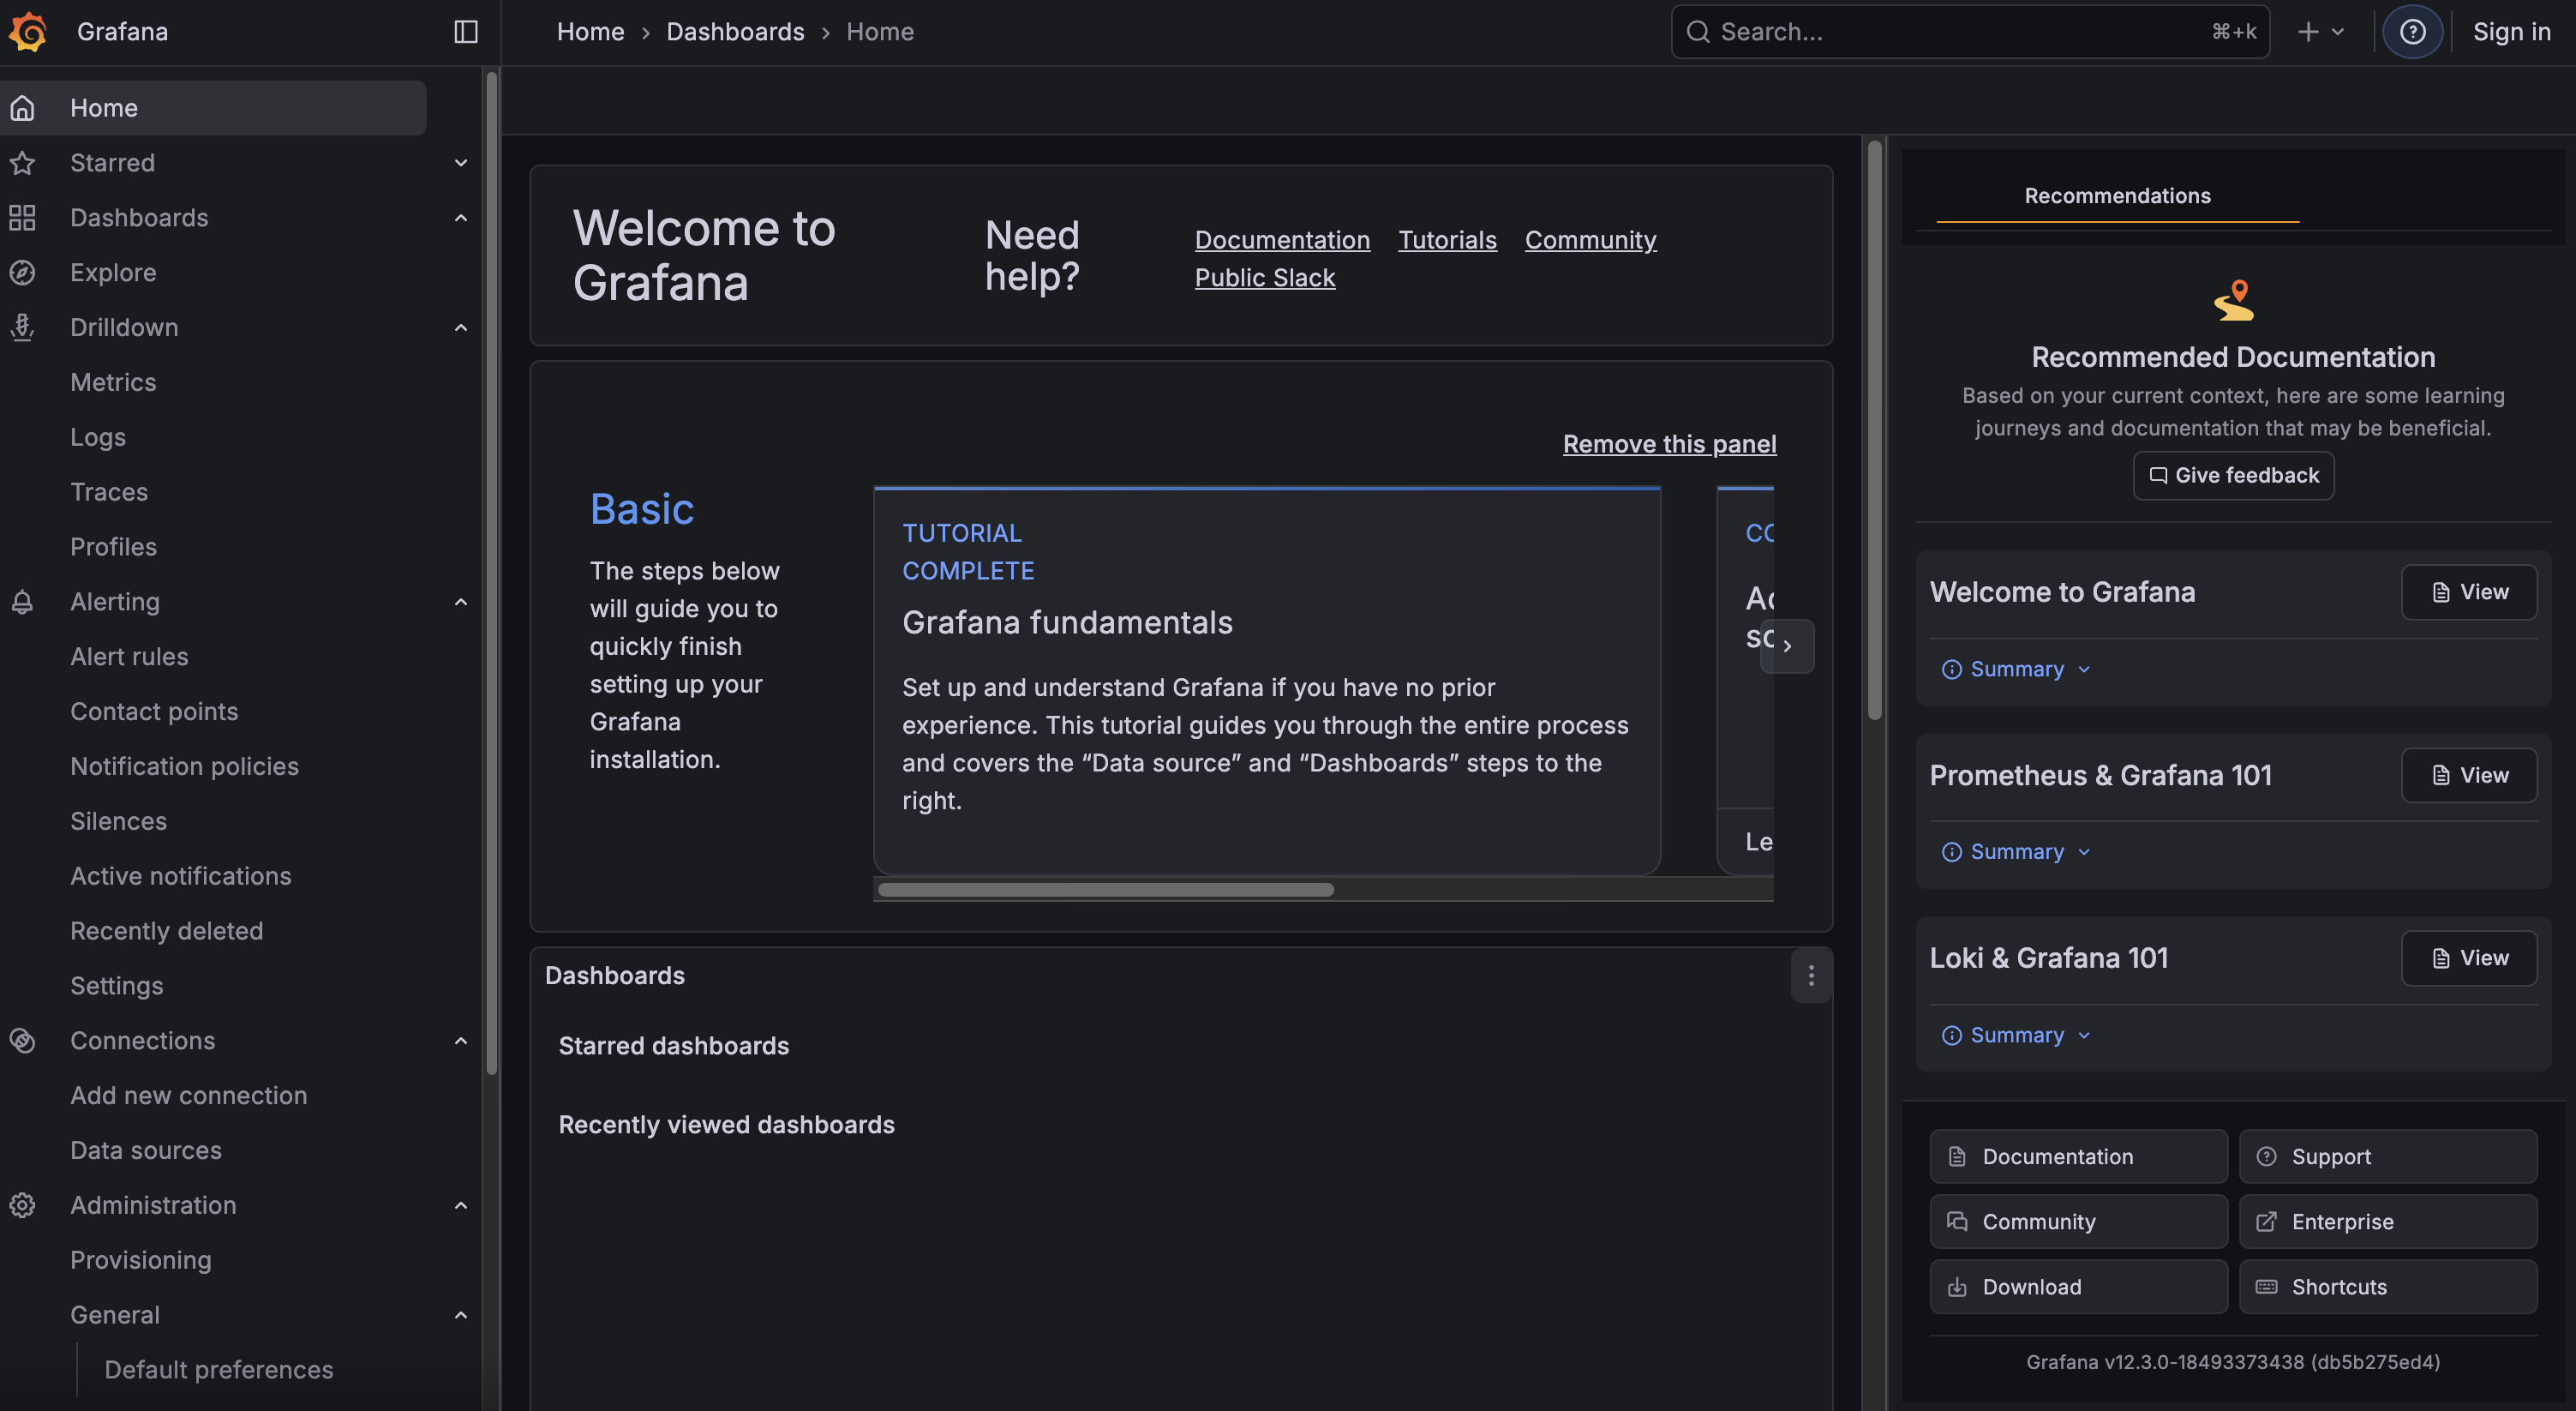 Grafana
Home
Dashboards
Home
Search...
⌘+k
Sign in
Home
Starred
Dashboards
Explore
Drilldown
Metrics
Logs
Traces
Profiles
Alerting
Alert rules
Contact points
Notification policies
Silences
Active notifications
Recently deleted
Settings
Connections
Add new connection
Data sources
Administration
Provisioning
General
Default preferences
Welcome to
Grafana
Need
help?
Documentation Tutorials Community
Public Slack
Remove this panel
Basic
The steps below
will guide you to
quickly finish
setting up your
Grafana
installation.
TUTORIAL
COMPLETE
Grafana fundamentals
Set up and understand Grafana if you have no prior
experience. This tutorial guides you through the entire process
and covers the “Data source” and “Dashboards” steps to the
right.
Le
Dashboards
Starred dashboards
Recently viewed dashboards
Recommendations
Recommended Documentation
Based on your current context, here are some learning
journeys and documentation that may be beneficial.
Give feedback
Welcome to Grafana
View
Summary
Prometheus & Grafana 101
View
Summary
Loki & Grafana 101
View
Summary
Documentation
Support
Community
Enterprise
Download
Shortcuts
Grafana v12.3.0-18493373438 (db5b275ed4)